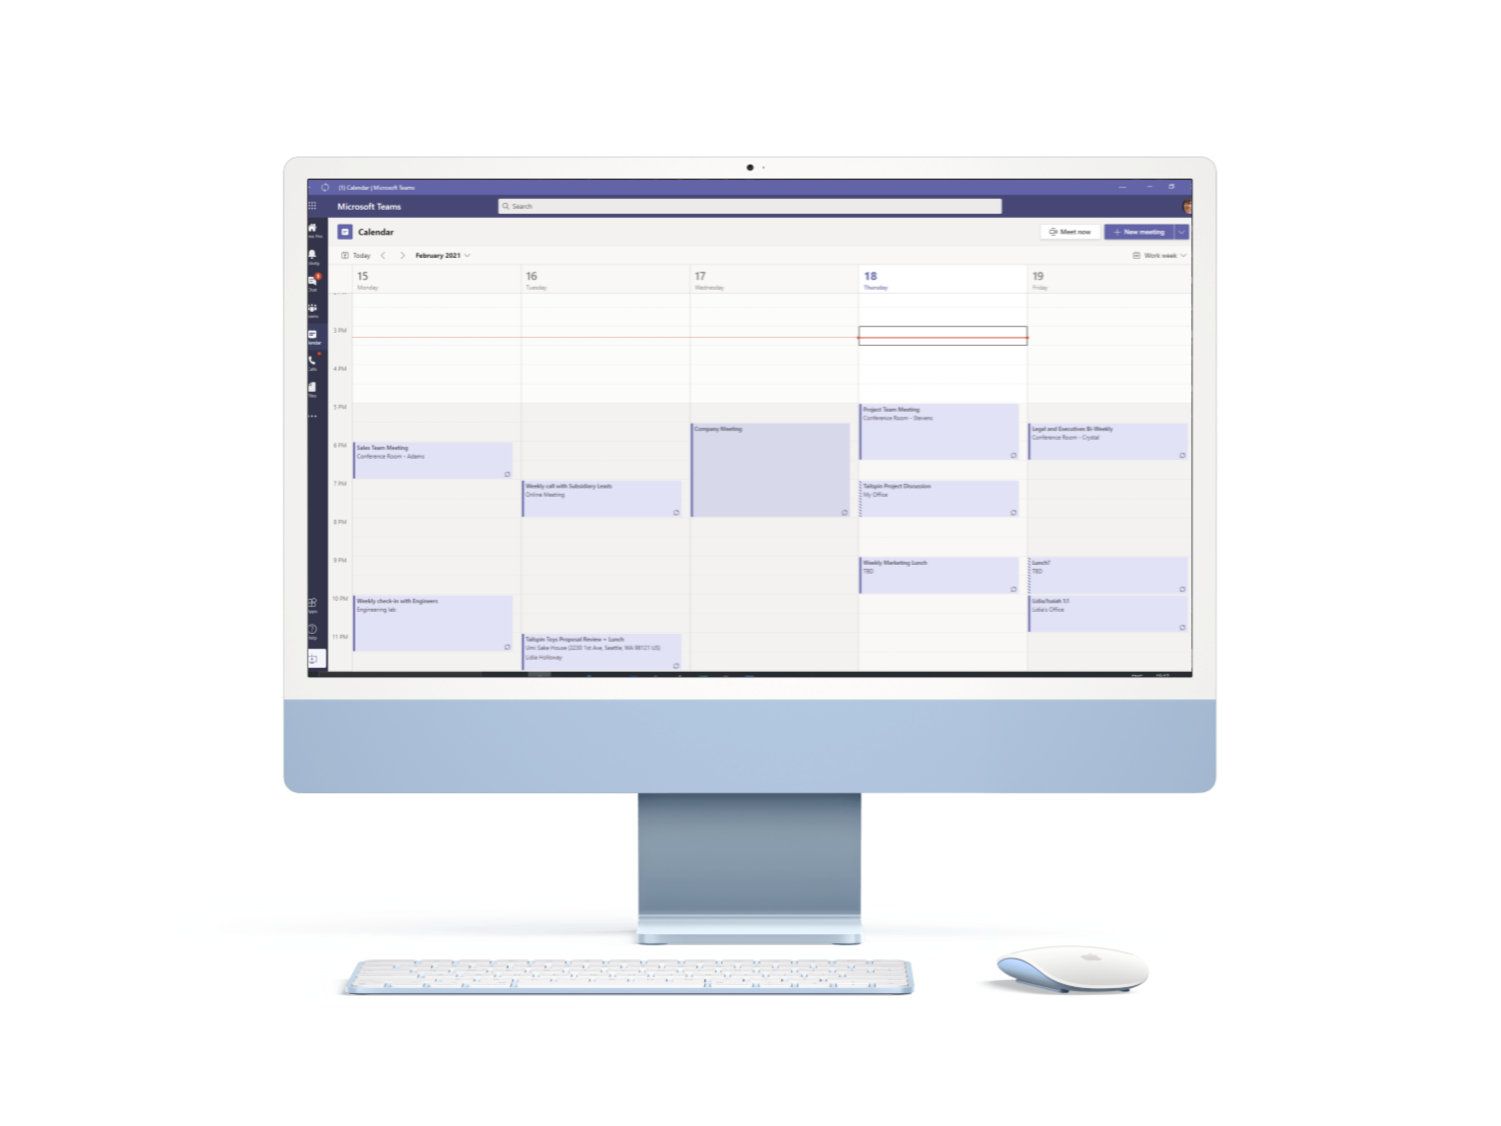 (1) Calendar | Microsoft Teams
Microsoft Teams
Search
Calendar
Meet now
New meeting
Today
February 2021
Work week
15
Monday
16
Tuesday
17
Wednesday
18
Thursday
19
Friday
Chat
Calls
Help
3 PM
4 PM
5 PM
6 PM
7 PM
8 PM
9 PM
10 PM
11 PM
Sales Team Meeting
Conference Room - Adams
Weekly check-in with Engineers
Engineering lab
Weekly call with Subsidiary Leads
Online Meeting
Tailspin Toys Proposal Review + Lunch
Umi Sake House (2230 1st Ave, Seattle, WA 98121 US)
Lidia Holloway
Company Meeting
Project Team Meeting
Conference Room - Stevens
Tailspin Project Discussion
My Office
Weekly Marketing Lunch
TBD
Legal and Executives Bi-Weekly
Conference Room - Crystal
Lunch?
TBD
Lidia/Isaiah 1:1
Lidia's Office